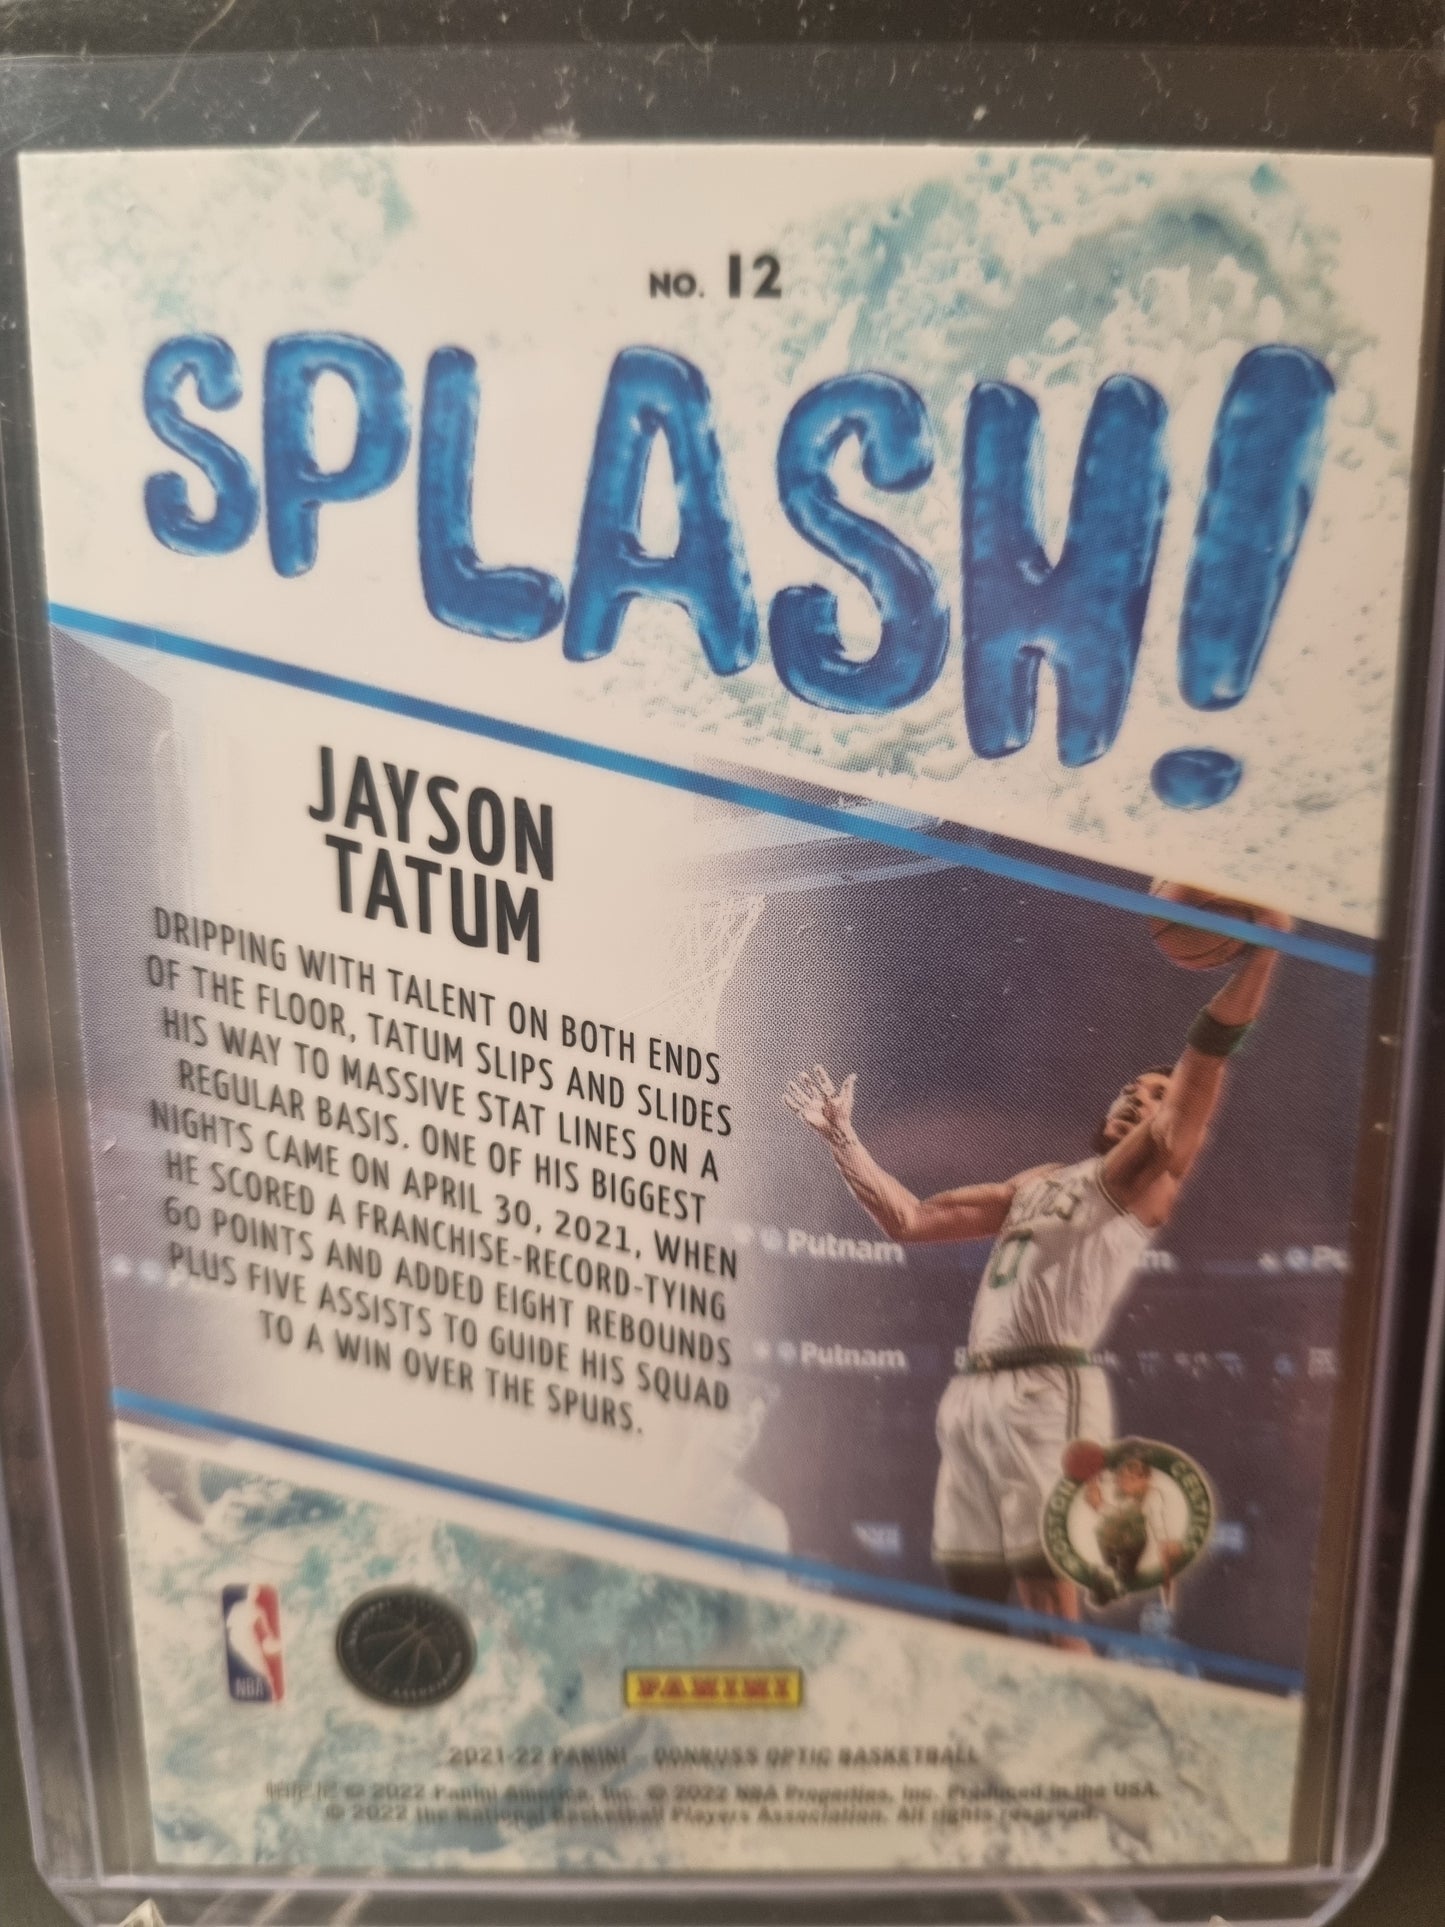 NO. 12
SPLASH!
JAYSON
TATUM
DRIPPING WITH TALENT ON BOTH ENDS
OF THE FLOOR, TATUM SLIPS AND SLIDES
HIS WAY TO MASSIVE STAT LINES ON A
REGULAR BASIS. ONE OF HIS BIGGEST
NIGHTS CAME ON APRIL 30, 2021, WHEN
HE SCORED A FRANCHISE-RECORD-TYING
60 POINTS AND ADDED EIGHT REBOUNDS
PLUS FIVE ASSISTS TO GUIDE HIS SQUAD
TO A WIN OVER THE SPURS.
Putnam
Putnam
0
BOSTON CELTICS
NBA
PANINI
2021-22 PANINI - DONRUSS OPTIC BASKETBALL
© 2022 Panini America, Inc. © 2022 NBA Properties, Inc. Produced in the USA.
© 2022 the National Basketball Players Association. All rights reserved.